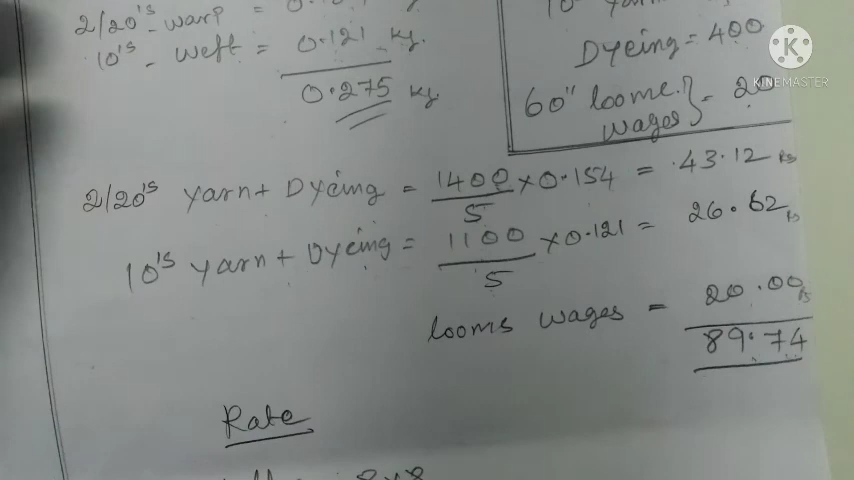 2/20'S - warp =
10'S - weft = 0.121 kg.
0.275 kg
Dyeing = 400
60" loome
wages = 20
KINEMASTER
2/20'S Yarn + Dyeing = 1400/5 × 0.154 = 43.12 Rs
10'S Yarn + Dyeing = 1100/5 × 0.121 = 26.62 Rs
looms wages = 20.00 Rs
89.74
Rate